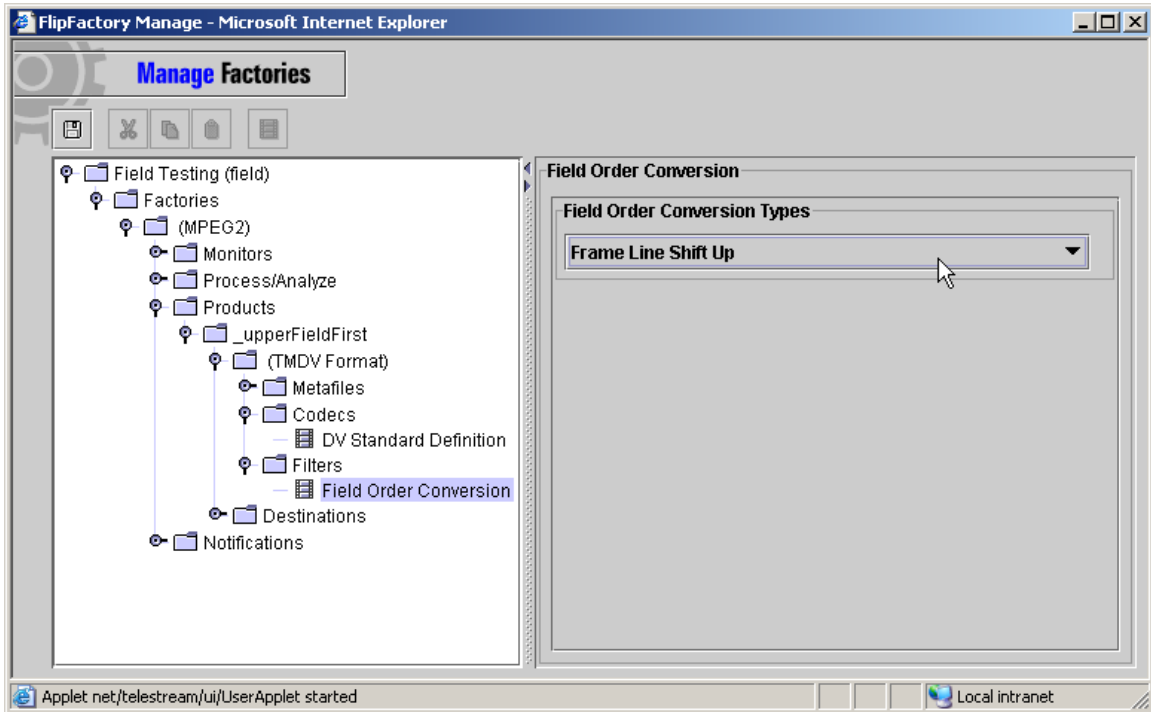 FlipFactory Manage - Microsoft Internet Explorer
Manage Factories
Field Testing (field)
Factories
(MPEG2)
Monitors
Process/Analyze
Products
_upperFieldFirst
(TMDV Format)
Metafiles
Codecs
DV Standard Definition
Filters
Field Order Conversion
Destinations
Notifications
Field Order Conversion
Field Order Conversion Types
Frame Line Shift Up
Applet net/telestream/ui/UserApplet started
Local intranet